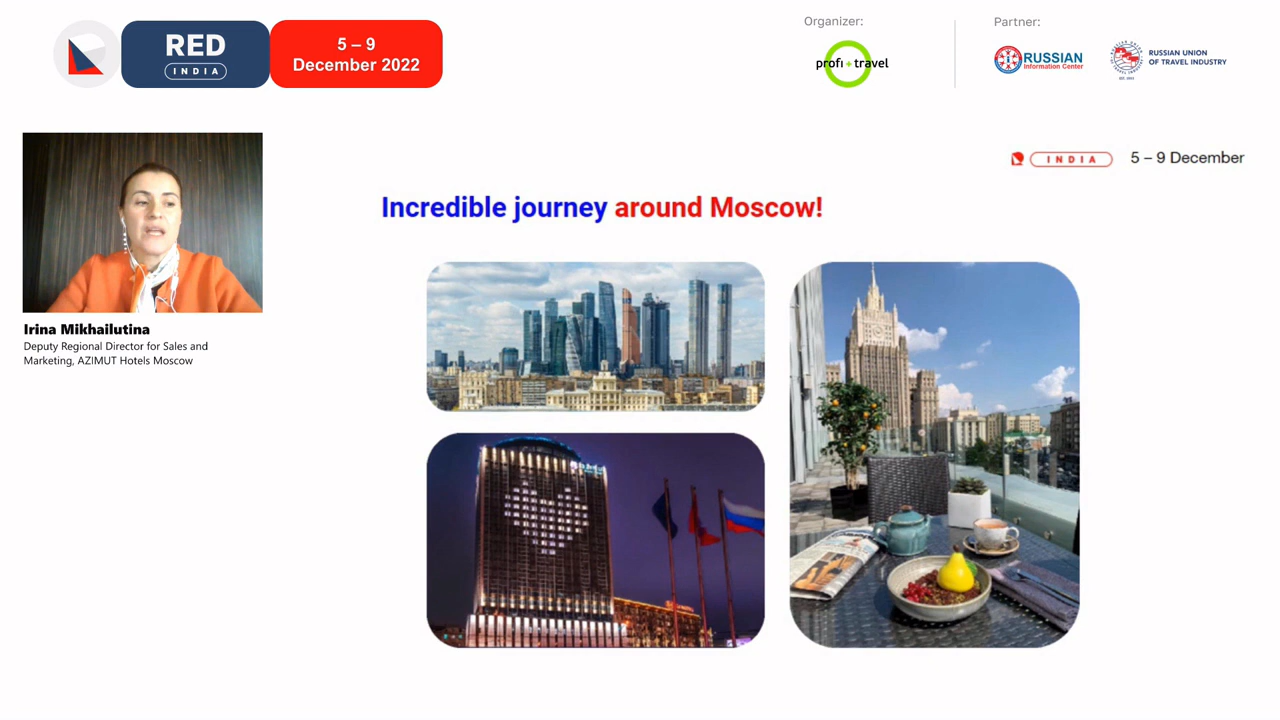 RED
INDIA
5 – 9
December 2022
Organizer:
profi + travel
Partner:
RUSSIAN
Information Center
RUSSIAN UNION
OF TRAVEL INDUSTRY
INDIA
5 – 9 December
Incredible journey around Moscow!
Irina Mikhailutina
Deputy Regional Director for Sales and
Marketing, AZIMUT Hotels Moscow